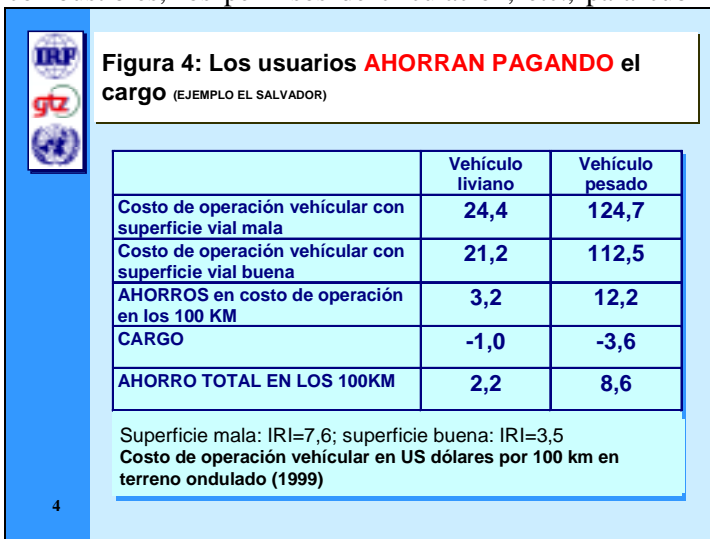 IRF
gtz
Figura 4: Los usuarios AHORRAN PAGANDO el
cargo (EJEMPLO EL SALVADOR)
Vehículo
liviano
Vehículo
pesado
Costo de operación vehícular con
superficie vial mala
24,4
124,7
Costo de operación vehícular con
superficie vial buena
21,2
112,5
AHORROS en costo de operación
en los 100 KM
3,2
12,2
CARGO
-1,0
-3,6
AHORRO TOTAL EN LOS 100KM
2,2
8,6
Superficie mala: IRI=7,6; superficie buena: IRI=3,5
Costo de operación vehícular en US dólares por 100 km en
terreno ondulado (1999)
4